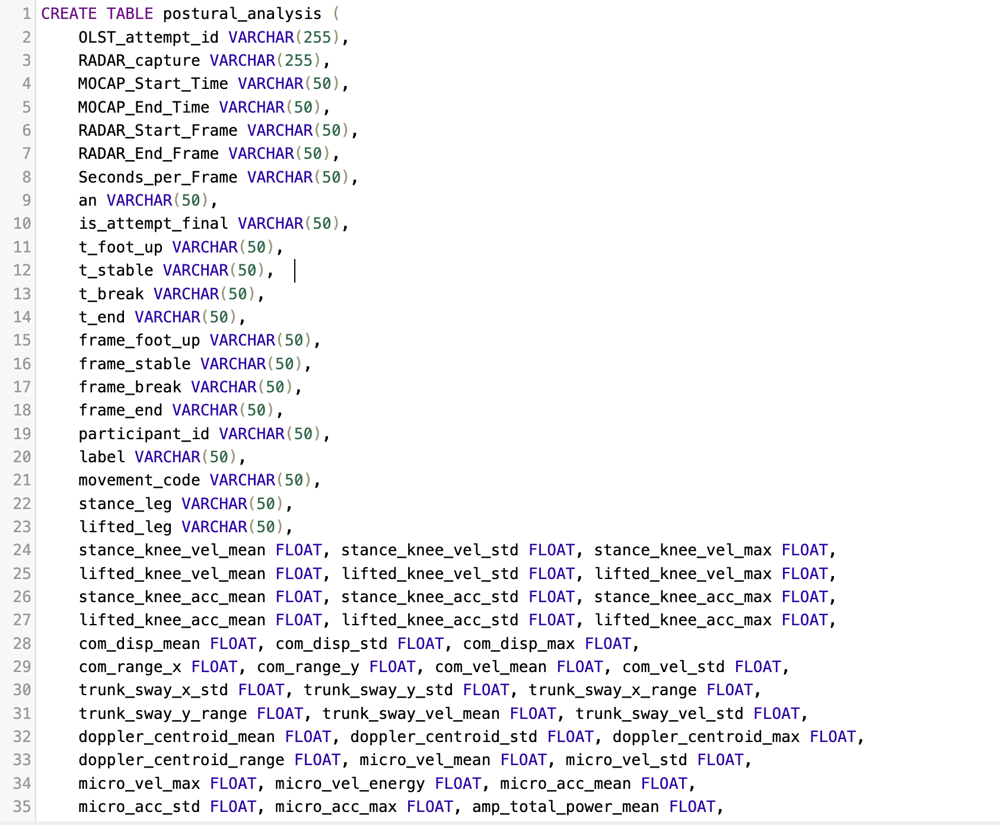 1 CREATE TABLE postural_analysis (
2 OLST_attempt_id VARCHAR(255),
3 RADAR_capture VARCHAR(255),
4 MOCAP_Start_Time VARCHAR(50),
5 MOCAP_End_Time VARCHAR(50),
6 RADAR_Start_Frame VARCHAR(50),
7 RADAR_End_Frame VARCHAR(50),
8 Seconds_per_Frame VARCHAR(50),
9 an VARCHAR(50),
10 is_attempt_final VARCHAR(50),
11 t_foot_up VARCHAR(50),
12 t_stable VARCHAR(50),
13 t_break VARCHAR(50),
14 t_end VARCHAR(50),
15 frame_foot_up VARCHAR(50),
16 frame_stable VARCHAR(50),
17 frame_break VARCHAR(50),
18 frame_end VARCHAR(50),
19 participant_id VARCHAR(50),
20 label VARCHAR(50),
21 movement_code VARCHAR(50),
22 stance_leg VARCHAR(50),
23 lifted_leg VARCHAR(50),
24 stance_knee_vel_mean FLOAT, stance_knee_vel_std FLOAT, stance_knee_vel_max FLOAT,
25 lifted_knee_vel_mean FLOAT, lifted_knee_vel_std FLOAT, lifted_knee_vel_max FLOAT,
26 stance_knee_acc_mean FLOAT, stance_knee_acc_std FLOAT, stance_knee_acc_max FLOAT,
27 lifted_knee_acc_mean FLOAT, lifted_knee_acc_std FLOAT, lifted_knee_acc_max FLOAT,
28 com_disp_mean FLOAT, com_disp_std FLOAT, com_disp_max FLOAT,
29 com_range_x FLOAT, com_range_y FLOAT, com_vel_mean FLOAT, com_vel_std FLOAT,
30 trunk_sway_x_std FLOAT, trunk_sway_y_std FLOAT, trunk_sway_x_range FLOAT,
31 trunk_sway_y_range FLOAT, trunk_sway_vel_mean FLOAT, trunk_sway_vel_std FLOAT,
32 doppler_centroid_mean FLOAT, doppler_centroid_std FLOAT, doppler_centroid_max FLOAT,
33 doppler_centroid_range FLOAT, micro_vel_mean FLOAT, micro_vel_std FLOAT,
34 micro_vel_max FLOAT, micro_vel_energy FLOAT, micro_acc_mean FLOAT,
35 micro_acc_std FLOAT, micro_acc_max FLOAT, amp_total_power_mean FLOAT,